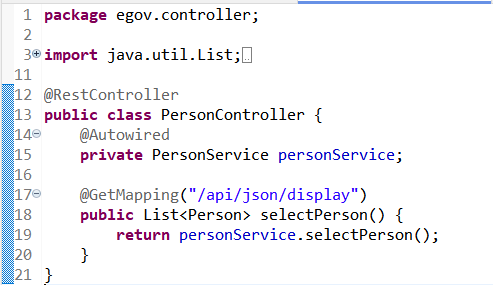 1 package egov.controller;
2
3 import java.util.List;
11
12 @RestController
13 public class PersonController {
14 @Autowired
15 private PersonService personService;
16
17 @GetMapping("/api/json/display")
18 public List<Person> selectPerson() {
19 return personService.selectPerson();
20 }
21 }